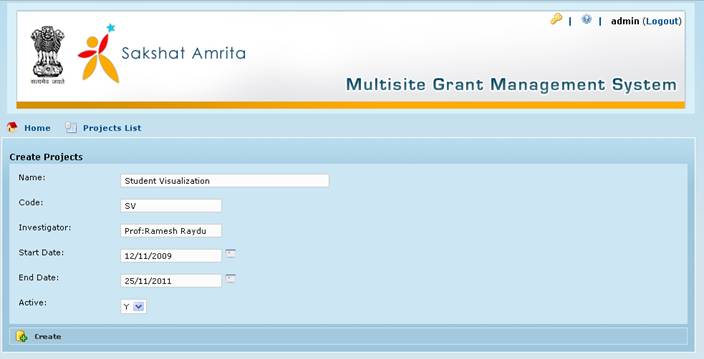 | | admin (Logout)
सत्यमेव जयते
Sakshat Amrita
Multisite Grant Management System
Home Projects List
Create Projects
Name: Student Visualization
Code: SV
Investigator: Prof:Ramesh Raydu
Start Date: 12/11/2009
End Date: 25/11/2011
Active: Y
Create